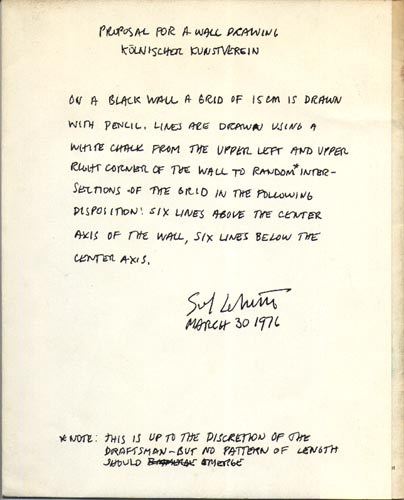 PROPOSAL FOR A WALL DRAWING
KÖLNISCHER KUNSTVEREIN
ON A BLACK WALL A GRID OF 15CM IS DRAWN
WITH PENCIL. LINES ARE DRAWN USING A
WHITE CHALK FROM THE UPPER LEFT AND UPPER
RIGHT CORNER OF THE WALL TO RANDOM* INTER-
SECTIONS OF THE GRID IN THE FOLLOWING
DISPOSITION: SIX LINES ABOVE THE CENTER
AXIS OF THE WALL, SIX LINES BELOW THE
CENTER AXIS.
Sol LeWitt
MARCH 30 1976
*NOTE: THIS IS UP TO THE DISCRETION OF THE
DRAFTSMAN—BUT NO PATTERN OF LENGTH
SHOULD EMERGE